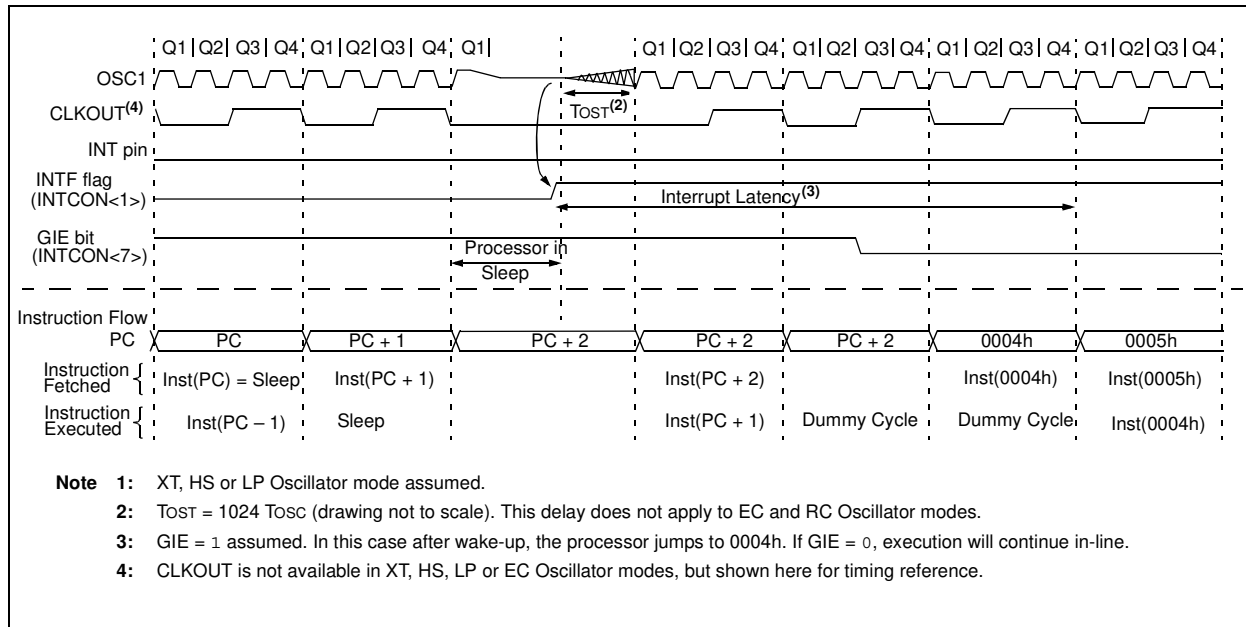 Q1 | Q2 | Q3 | Q4 Q1 | Q2 | Q3 | Q4 Q1 | Q1 | Q2 | Q3 | Q4 Q1 | Q2 | Q3 | Q4 Q1 | Q2 | Q3 | Q4 Q1 | Q2 | Q3 | Q4
OSC1
TOST(2)
CLKOUT(4)
INT pin
INTF flag
(INTCON<1>)
Interrupt Latency(3)
GIE bit
(INTCON<7>)
Processor in
Sleep
Instruction Flow
PC PC PC + 1 PC + 2 PC + 2 PC + 2 0004h 0005h
Instruction
Fetched { Inst(PC) = Sleep Inst(PC + 1) Inst(PC + 2) Inst(0004h) Inst(0005h)
Instruction
Executed { Inst(PC – 1) Sleep Inst(PC + 1) Dummy Cycle Dummy Cycle Inst(0004h)
Note 1: XT, HS or LP Oscillator mode assumed.
2: TOST = 1024 TOSC (drawing not to scale). This delay does not apply to EC and RC Oscillator modes.
3: GIE = 1 assumed. In this case after wake-up, the processor jumps to 0004h. If GIE = 0, execution will continue in-line.
4: CLKOUT is not available in XT, HS, LP or EC Oscillator modes, but shown here for timing reference.